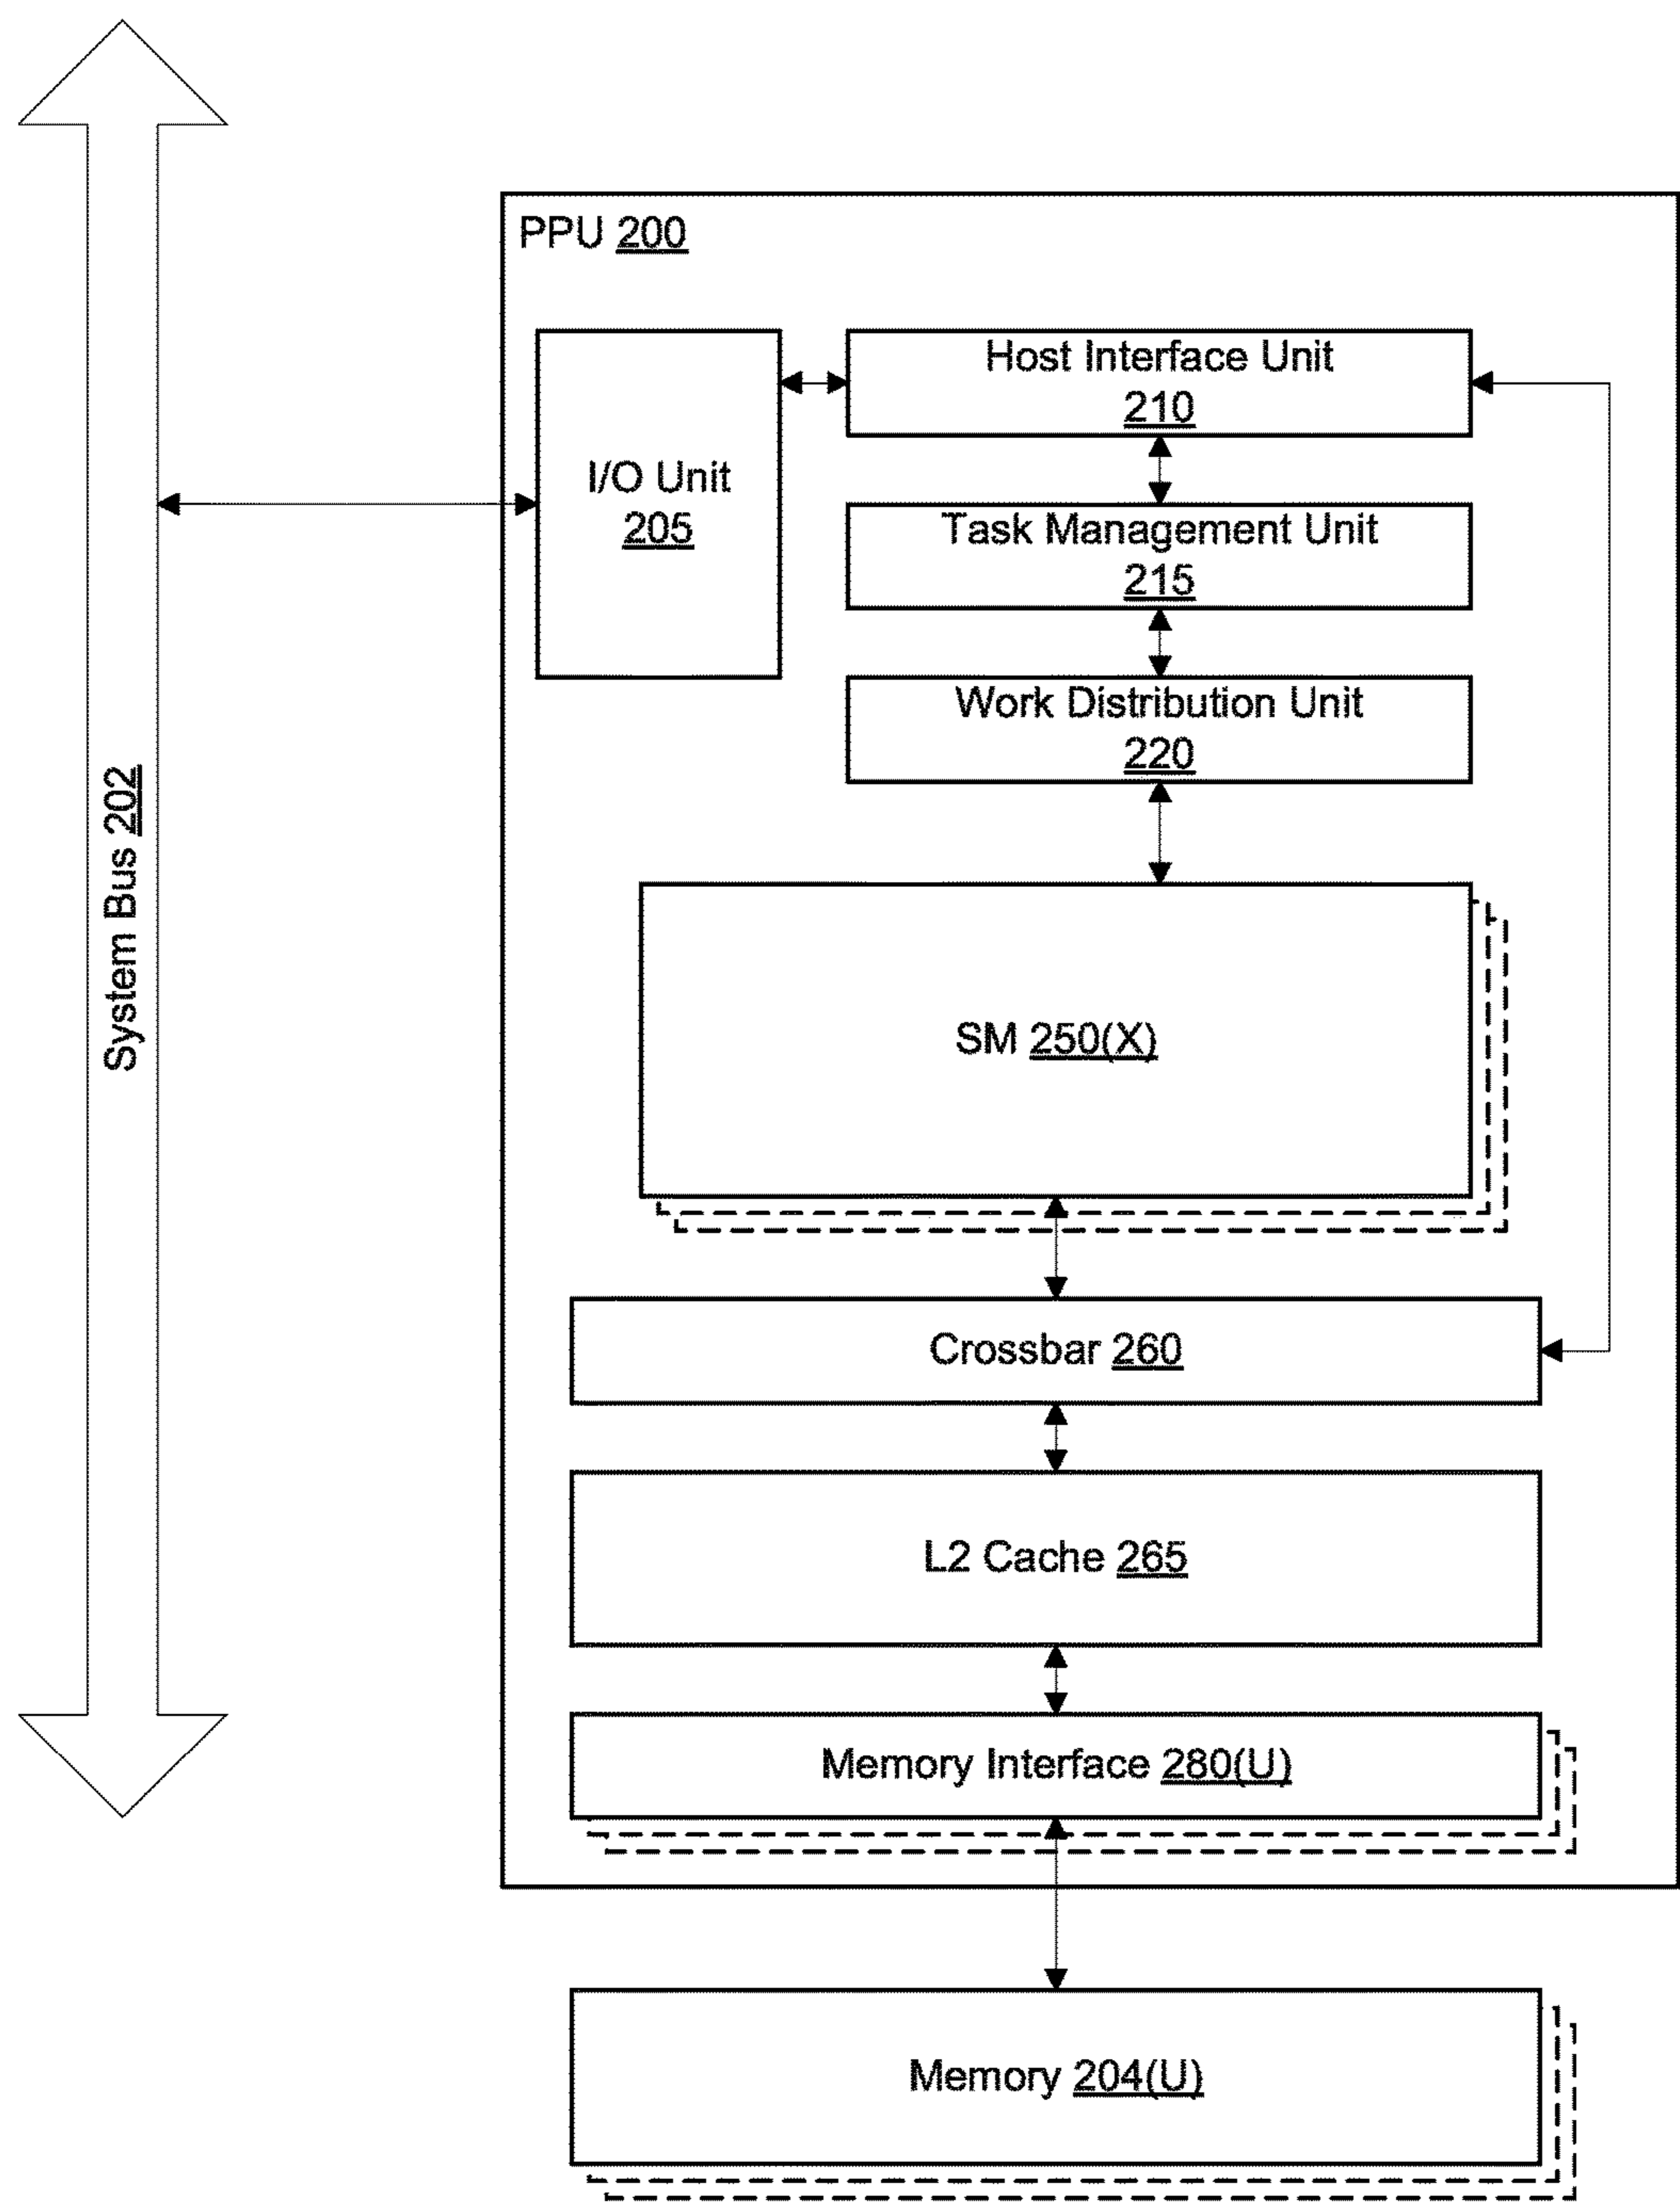 PPU 200
Host Interface Unit
210
I/O Unit
205
Task Management Unit
215
Work Distribution Unit
220
System Bus 202
SM 250(X)
Crossbar 260
L2 Cache 265
Memory Interface 280(U)
Memory 204(U)